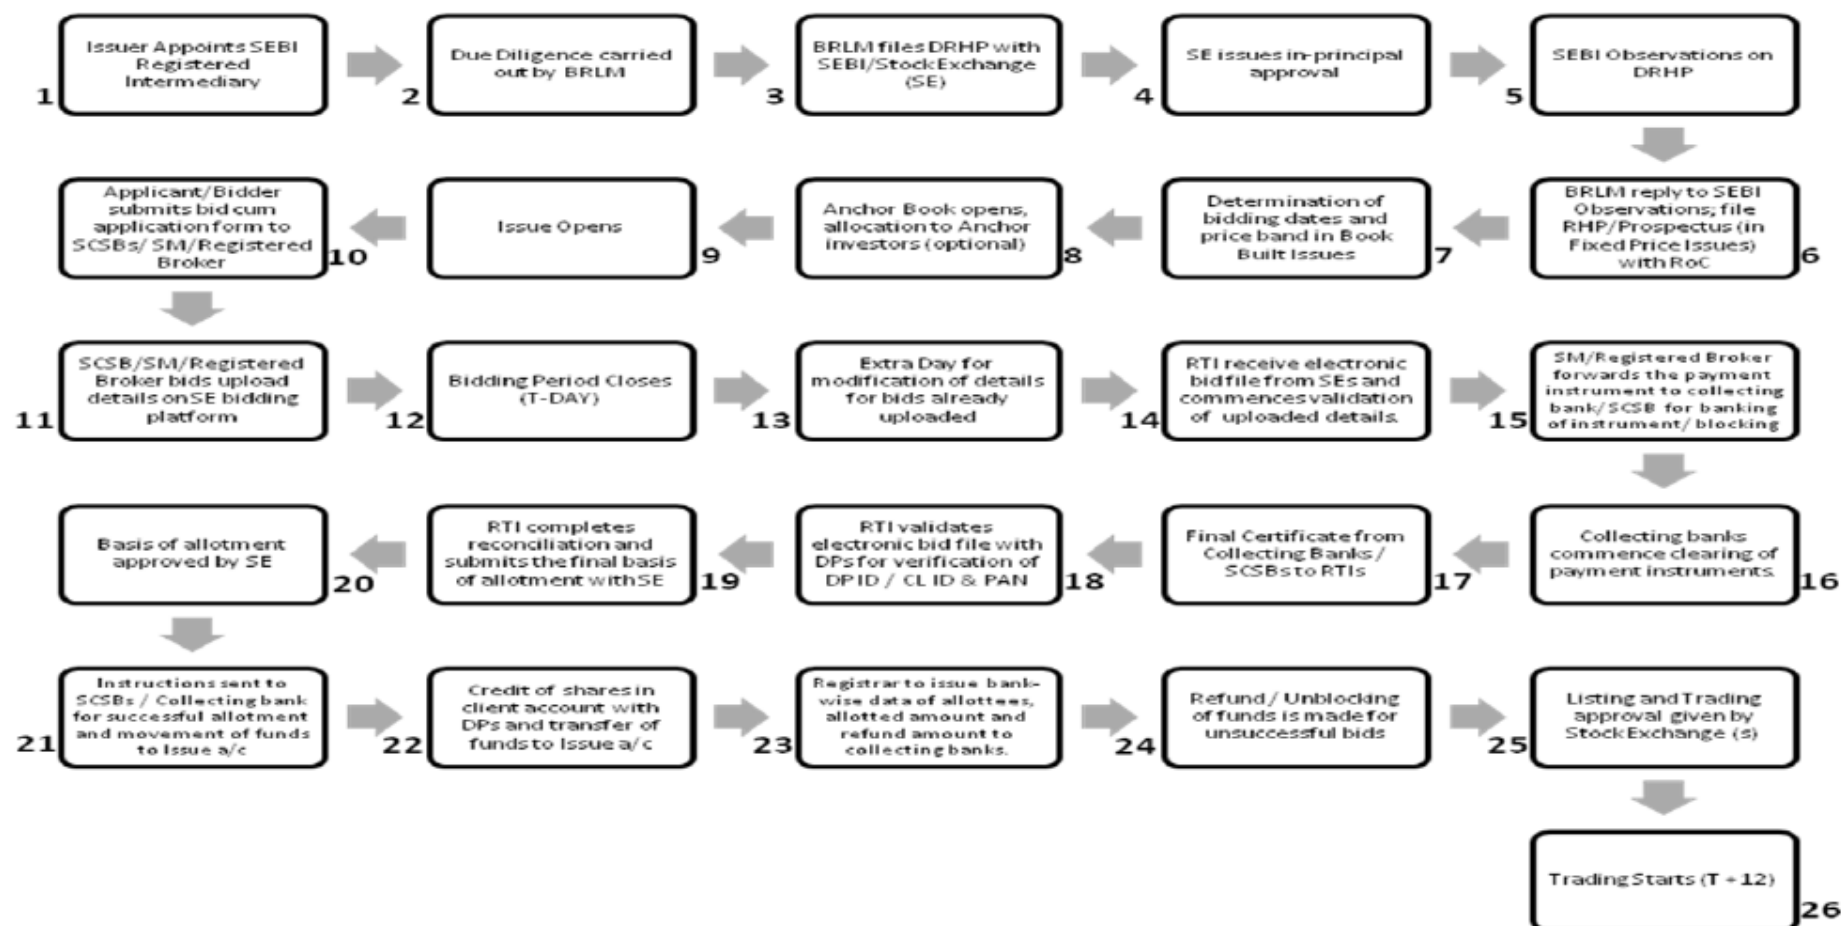 Issuer Appoints SEBI
Registered
Intermediary
1
Due Diligence carried
out by BRLM
2
BRLM files DRHP with
SEBI/Stock Exchange
(SE)
3
SE issues in-principal
approval
4
SEBI Observations on
DRHP
5
BRLM reply to SEBI
Observations; file
RHP/Prospectus (in
Fixed Price Issues)
with RoC
6
Determination of
bidding dates and
price band in Book
Built Issues
7
Anchor Book opens,
allocation to Anchor
investors (optional)
8
Issue Opens
9
Applicant/Bidder
submits bid cum
application form to
SCSBs/ SM/Registered
Broker
10
SCSB/SM/Registered
Broker bids upload
details on SE bidding
platform
11
Bidding Period Closes
(T-DAY)
12
Extra Day for
modification of details
for bids already
uploaded
13
RTI receive electronic
bid file from SEs and
commences validation
of uploaded details.
14
SM/Registered Broker
forwards the payment
instrument to collecting
bank/SCSB for banking
of instrument/ blocking
15
Collecting banks
commence clearing of
payment instruments.
16
Final Certificate from
Collecting Banks /
SCSBs to RTIs
17
RTI validates
electronic bid file with
DPs for verification of
DPID / CL ID & PAN
18
RTI completes
reconciliation and
submits the final basis
of allotment with SE
19
Basis of allotment
approved by SE
20
Instructions sent to
SCSBs / Collecting bank
for successful allotment
and movement of funds
to Issue a/c
21
Credit of shares in
client account with
DPs and transfer of
funds to Issue a/c
22
Registrar to issue bank-
wise data of allottees,
allotted amount and
refund amount to
collecting banks.
23
Refund / Unblocking
of funds is made for
unsuccessful bids
24
Listing and Trading
approval given by
Stock Exchange (s)
25
Trading Starts (T +12)
26